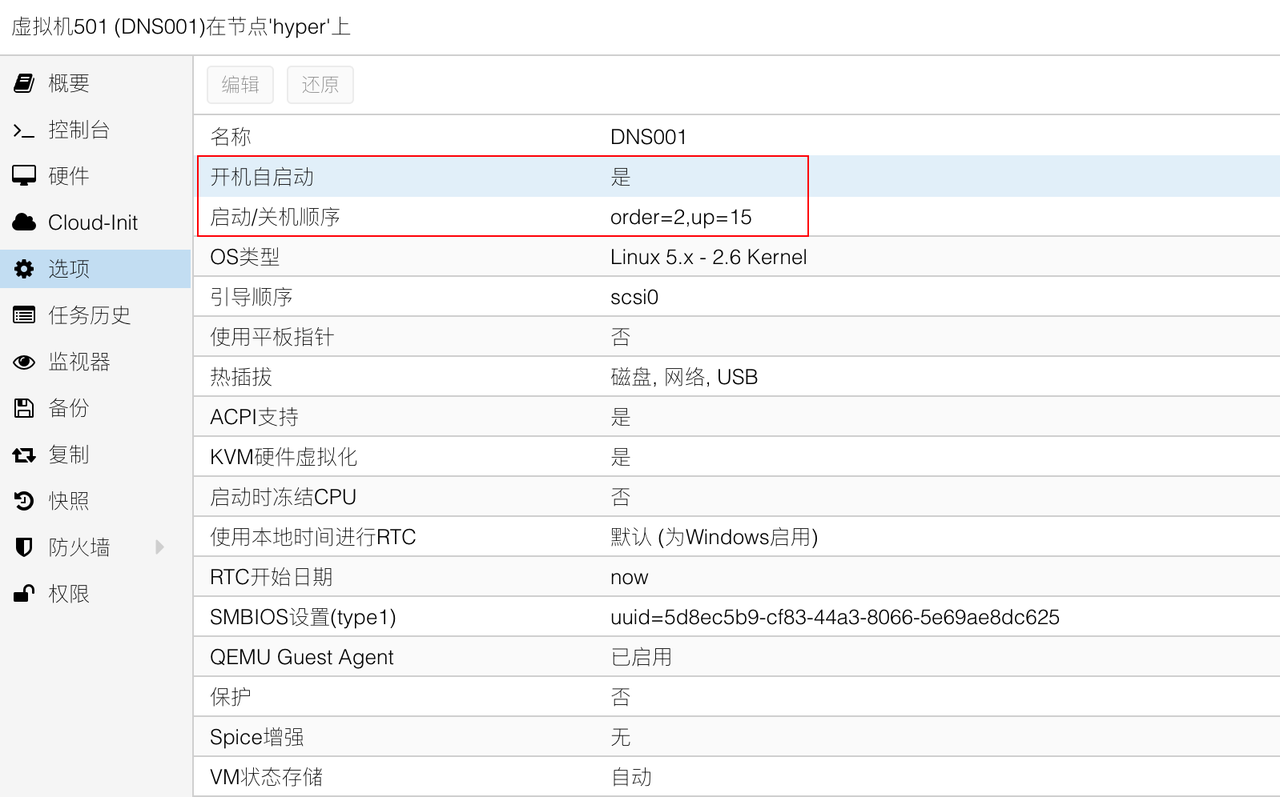 虚拟机501 (DNS001)在节点'hyper'上
概要
控制台
硬件
Cloud-Init
选项
任务历史
监视器
备份
复制
快照
防火墙
权限
编辑 还原
名称 DNS001
开机自启动 是
启动/关机顺序 order=2,up=15
OS类型 Linux 5.x - 2.6 Kernel
引导顺序 scsi0
使用平板指针 否
热插拔 磁盘, 网络, USB
ACPI支持 是
KVM硬件虚拟化 是
启动时冻结CPU 否
使用本地时间进行RTC 默认 (为Windows启用)
RTC开始日期 now
SMBIOS设置(type1) uuid=5d8ec5b9-cf83-44a3-8066-5e69ae8dc625
QEMU Guest Agent 已启用
保护 否
Spice增强 无
VM状态存储 自动